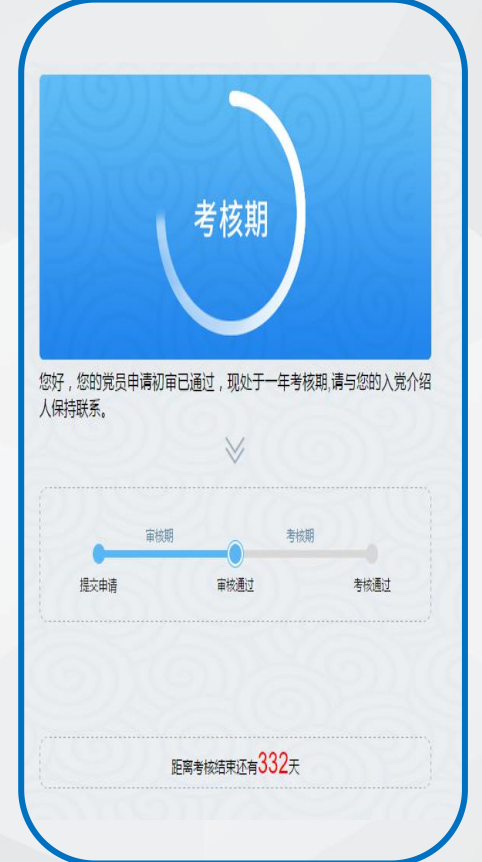 考核期
您好，您的党员申请初审已通过，现处于一年考核期,请与您的入党介绍
人保持联系。
审核期 考核期
提交申请 审核通过 考核通过
距离考核结束还有332天